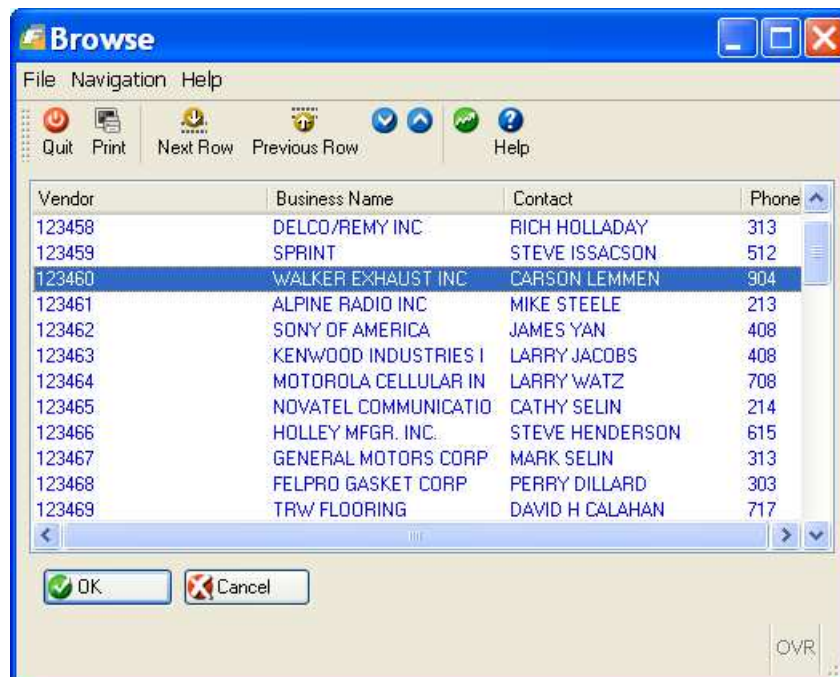 Browse
File Navigation Help
Quit Print Next Row Previous Row Help
Vendor Business Name Contact Phone
123458 DELCO/REMY INC RICH HOLLADAY 313
123459 SPRINT STEVE ISSACSON 512
123460 WALKER EXHAUST INC CARSON LEMMEN 904
123461 ALPINE RADIO INC MIKE STEELE 213
123462 SONY OF AMERICA JAMES YAN 408
123463 KENWOOD INDUSTRIES I LARRY JACOBS 408
123464 MOTOROLA CELLULAR IN LARRY WATZ 708
123465 NOVATEL COMMUNICATIO CATHY SELIN 214
123466 HOLLEY MFGR. INC. STEVE HENDERSON 615
123467 GENERAL MOTORS CORP MARK SELIN 313
123468 FELPRO GASKET CORP PERRY DILLARD 303
123469 TRW FLOORING DAVID H CALAHAN 717
OK Cancel
OVR